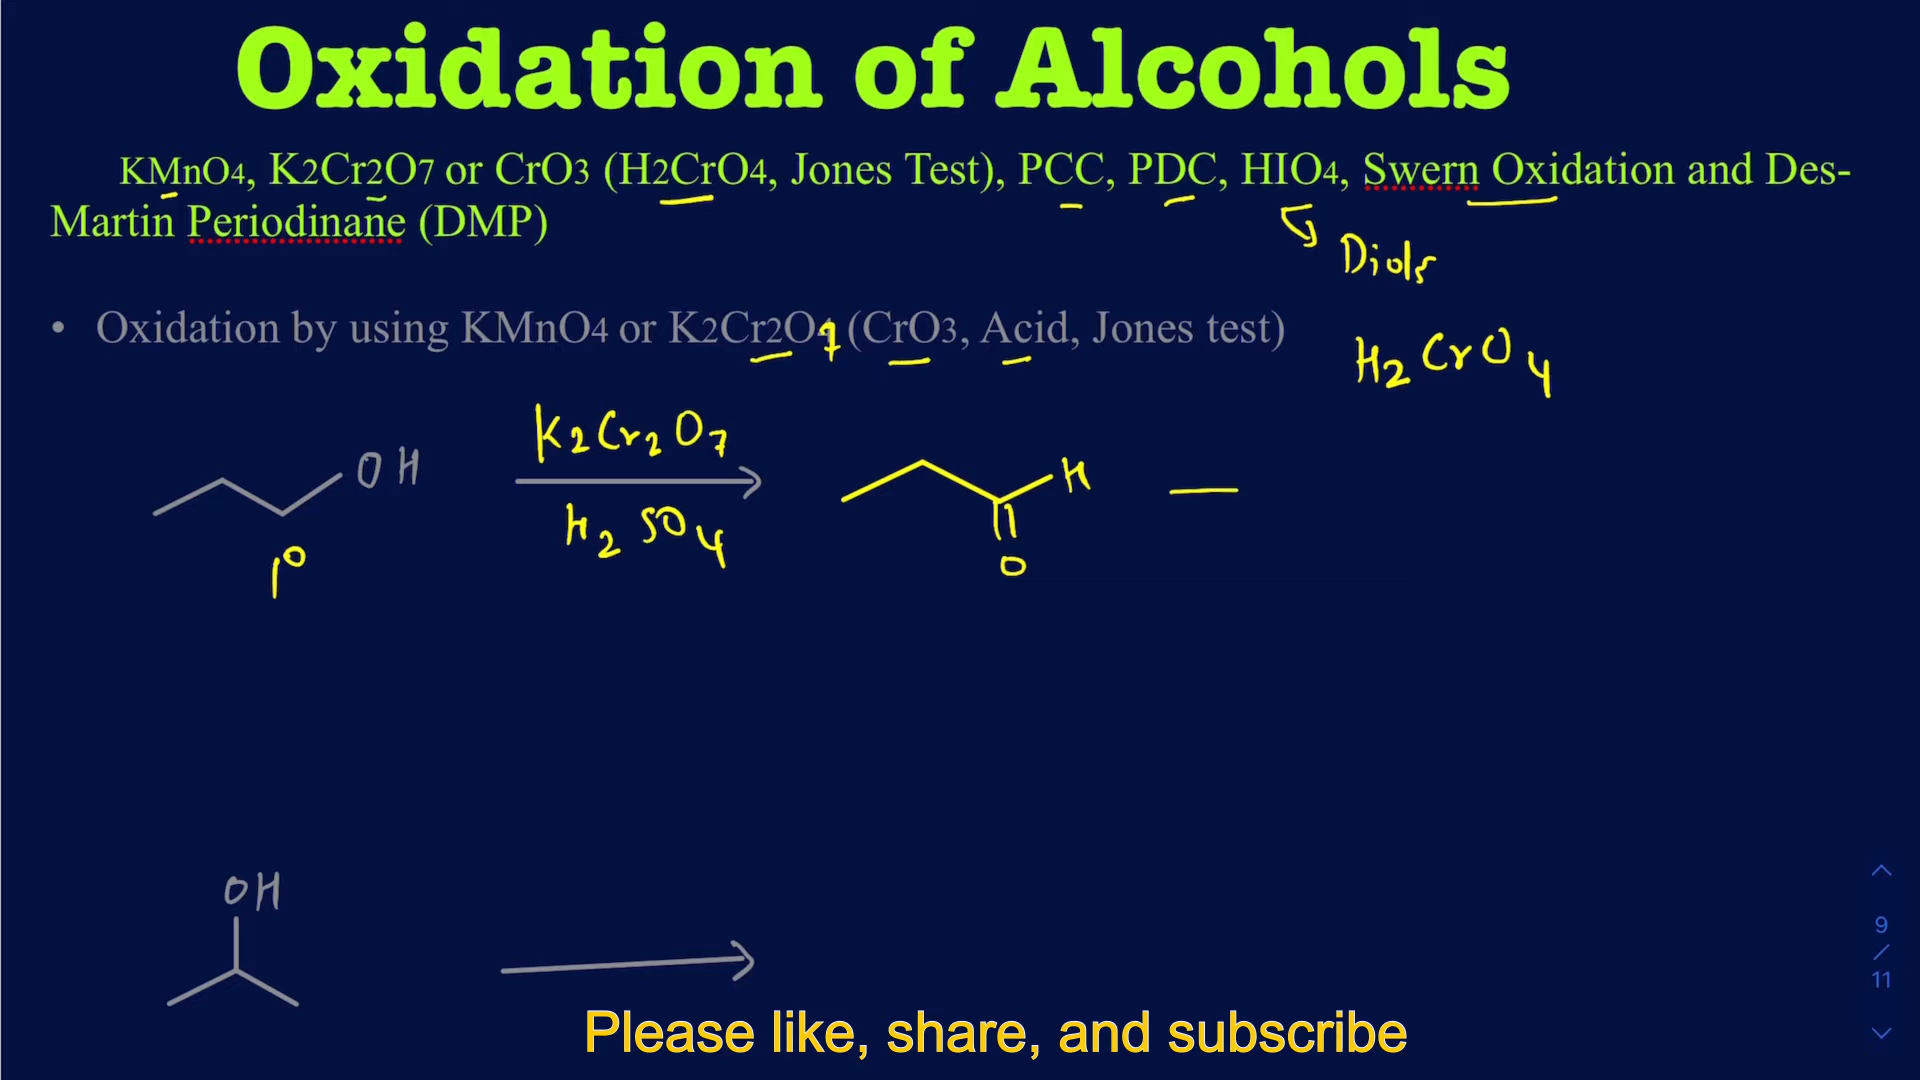 Oxidation of Alcohols
KMnO4, K2Cr2O7 or CrO3 (H2CrO4, Jones Test), PCC, PDC, HIO4, Swern Oxidation and Des-
Martin Periodinane (DMP)
Diols
• Oxidation by using KMnO4 or K2Cr2O7 (CrO3, Acid, Jones test)
H2CrO4
K2Cr2O7
OH
H
H2SO4
O
1°
OH
9
/
11
Please like, share, and subscribe